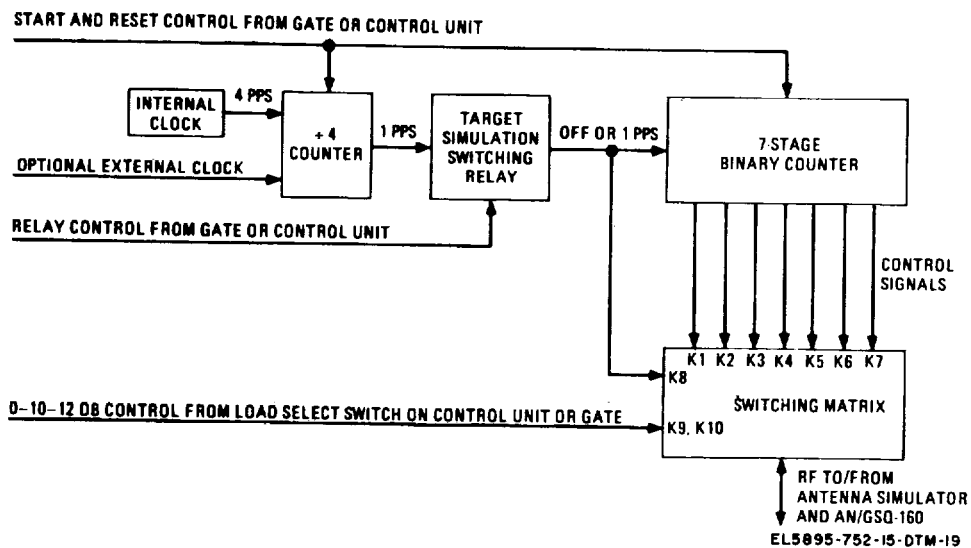 START AND RESET CONTROL FROM GATE OR CONTROL UNIT
INTERNAL
CLOCK
4 PPS
÷ 4
COUNTER
1 PPS
TARGET
SIMULATION
SWITCHING
RELAY
OFF OR 1 PPS
7-STAGE
BINARY COUNTER
OPTIONAL EXTERNAL CLOCK
RELAY CONTROL FROM GATE OR CONTROL UNIT
CONTROL
SIGNALS
K1 K2 K3 K4 K5 K6 K7
K8
SWITCHING MATRIX
0-10-12 DB CONTROL FROM LOAD SELECT SWITCH ON CONTROL UNIT OR GATE
K9, K10
RF TO/FROM
ANTENNA SIMULATOR
AND AN/GSQ-160
EL5895-752-15-DTM-19